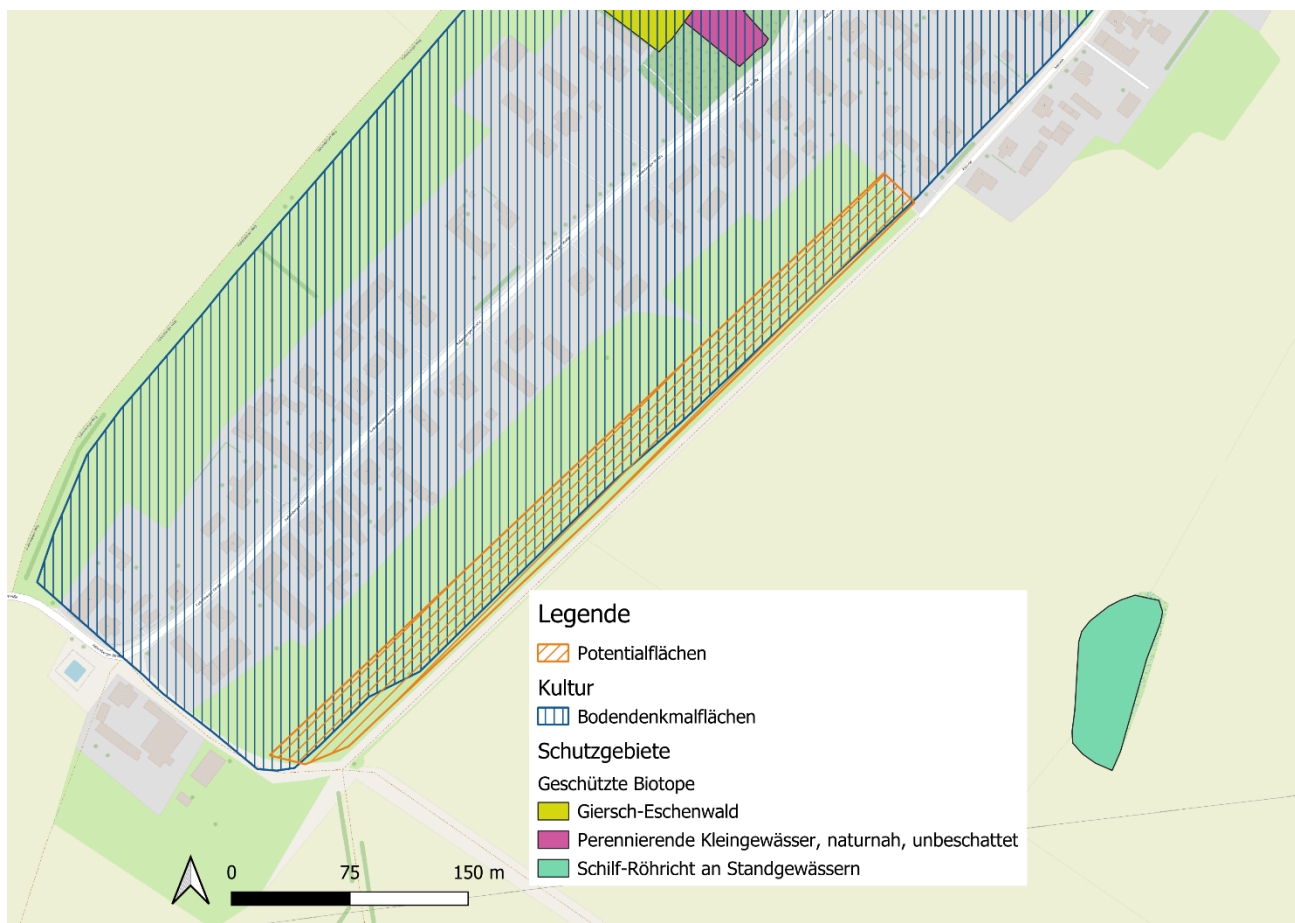 Legende
Potentialflächen
Kultur
Bodendenkmalflächen
Schutzgebiete
Geschützte Biotope
Giersch-Eschenwald
Perennierende Kleingewässer, naturnah, unbeschattet
Schilf-Röhricht an Standgewässern
0 75 150 m